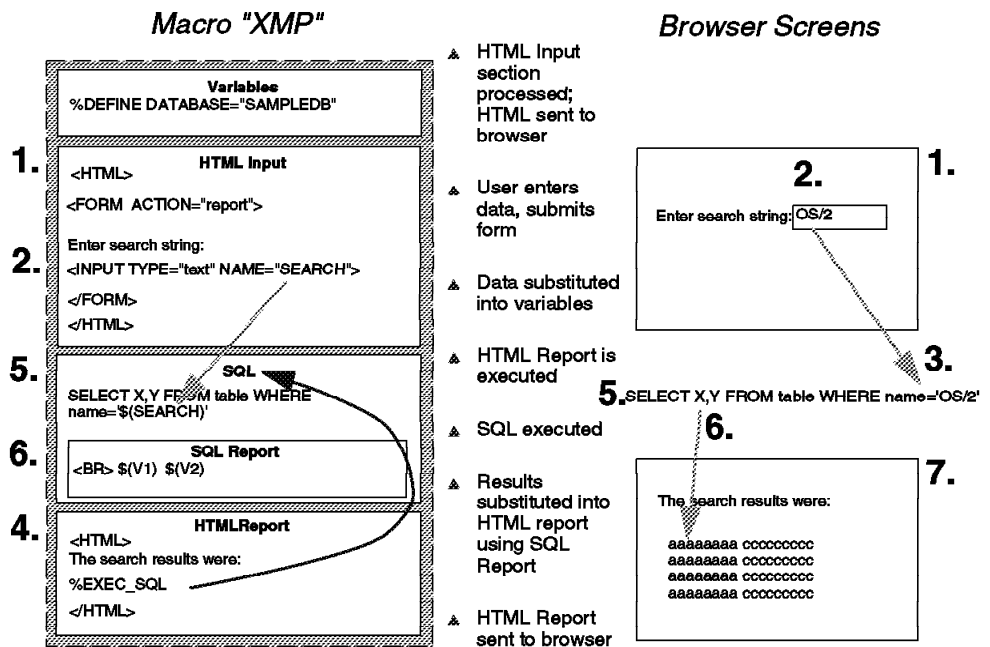 Macro "XMP"
Variables
%DEFINE DATABASE="SAMPLEDB"
1.
HTML Input
<HTML>
<FORM ACTION="report">
Enter search string:
2.
<INPUT TYPE="text" NAME="SEARCH">
</FORM>
</HTML>
5.
SQL
SELECT X,Y FROM table WHERE
name='$(SEARCH)'
6.
SQL Report
<BR> $(V1) $(V2)
4.
HTMLReport
<HTML>
The search results were:
%EXEC_SQL
</HTML>
HTML Input
section
processed;
HTML sent to
browser
User enters
data, submits
form
Data substituted
into variables
HTML Report is
executed
SQL executed
Results
substituted into
HTML report
using SQL
Report
HTML Report
sent to browser
Browser Screens
1.
2.
Enter search string: OS/2
3.
5. SELECT X,Y FROM table WHERE name='OS/2'
6.
7.
The search results were:
aaaaaaaa ccccccccc
aaaaaaaa ccccccccc
aaaaaaaa ccccccccc
aaaaaaaa ccccccccc